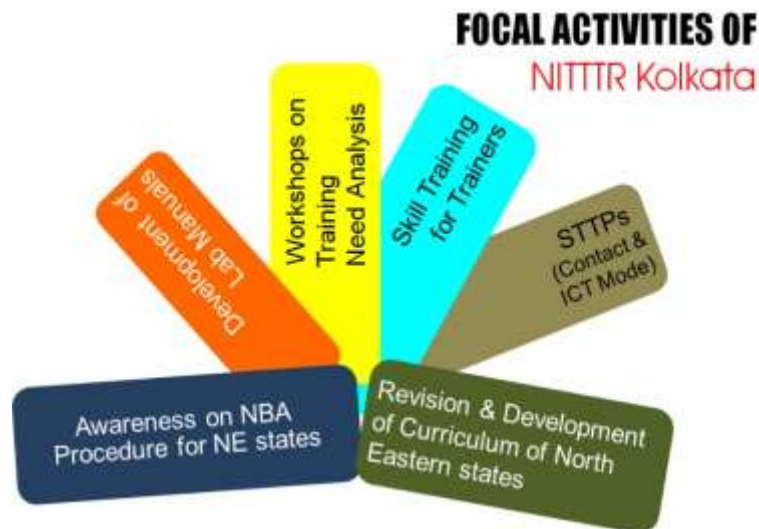 FOCAL ACTIVITIES OF
NITTTR Kolkata
Awareness on NBA
Procedure for NE states
Development of
Lab Manuals
Workshops on
Training
Need Analysis
Skill Training
for Trainers
STTPs
(Contact &
ICT Mode)
Revision & Development
of Curriculum of North
Eastern states